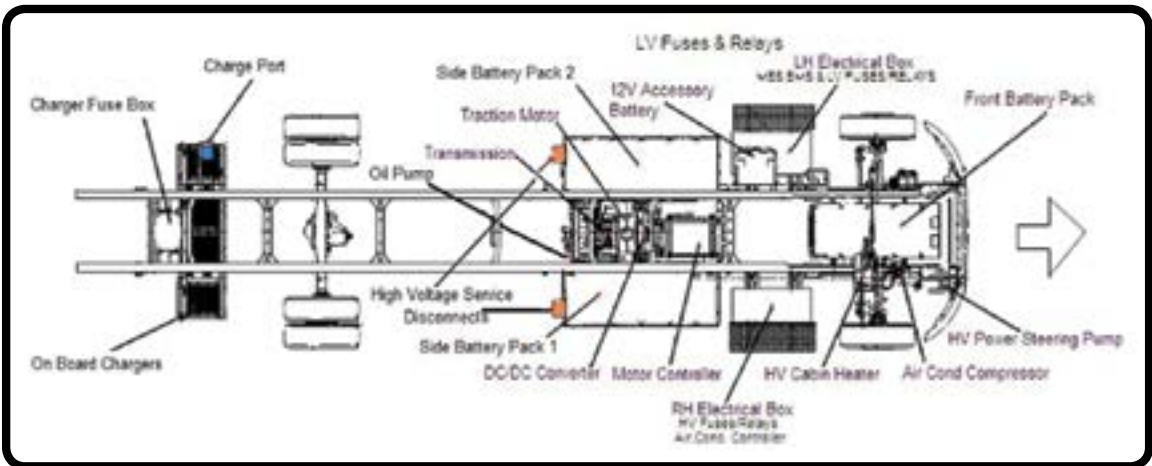 LV Fuses & Relays
Charge Port
Side Battery Pack 2
LH Electrical Box
& LV FUSES/RELAYS
Charger Fuse Box
12V Accessory
Battery
Front Battery Pack
Traction Motor
Transmission
Oil Pump
High Voltage Service
Disconnects
Side Battery Pack 1
On Board Chargers
DC/DC Converter
Motor Controller
HV Cabin Heater
Air Cond Compressor
HV Power Steering Pump
RH Electrical Box
HV Fuses/Relays
Air Cond. Controller